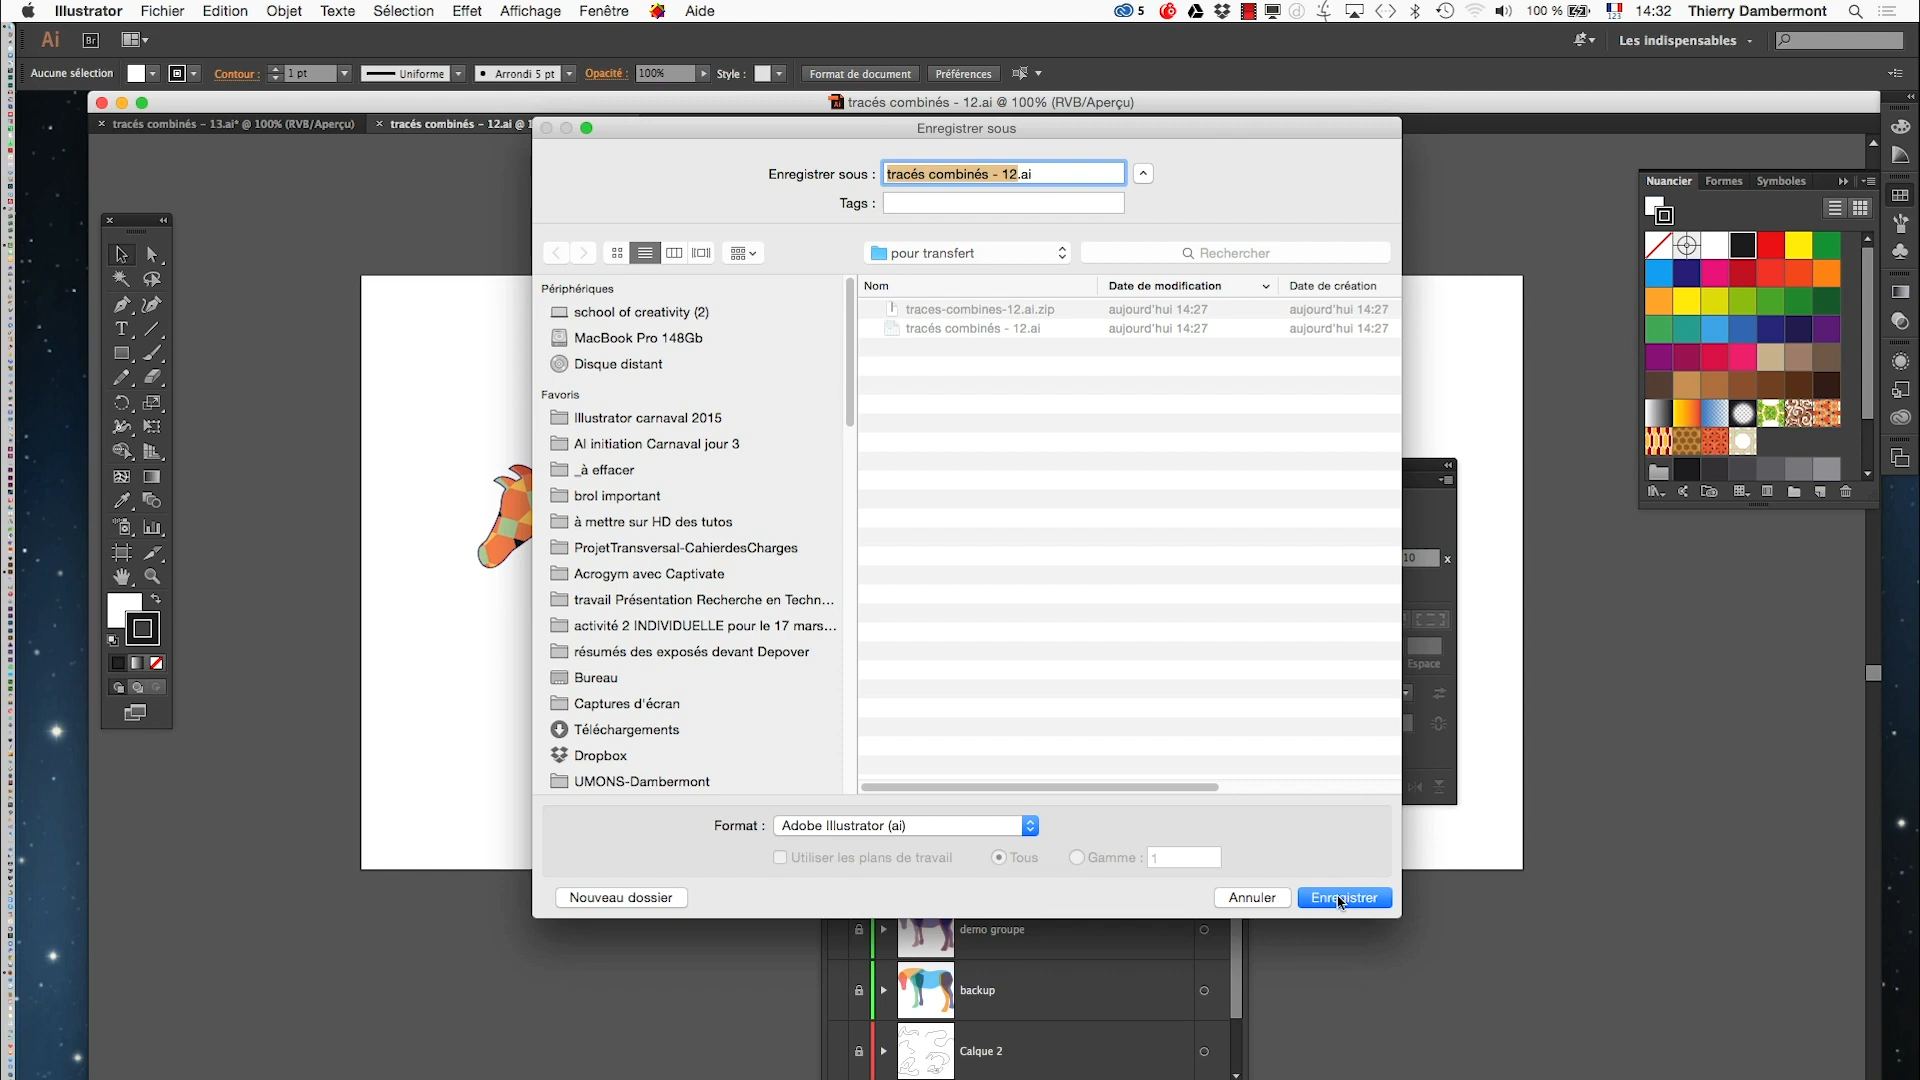 Illustrator Fichier Edition Objet Texte Sélection Effet Affichage Fenêtre Aide 5 100 % 14:32 Thierry Dambermont
Ai Br Les indispensables
Aucune sélection Contour : 1 pt Uniforme Arrondi 5 pt Opacité : 100% Style : Format de document Préférences
tracés combinés - 12.ai @ 100% (RVB/Aperçu)
× tracés combinés - 13.ai* @ 100% (RVB/Aperçu) × tracés combinés - 12.ai @ 1
Enregistrer sous
Enregistrer sous : tracés combinés - 12.ai
Tags :
pour transfert Rechercher
Nuancier Formes Symboles
Périphériques
school of creativity (2)
MacBook Pro 148Gb
Disque distant
Favoris
Illustrator carnaval 2015
AI initiation Carnaval jour 3
_à effacer
brol important
à mettre sur HD des tutos
ProjetTransversal-CahierdesCharges
Acrogym avec Captivate
travail Présentation Recherche en Techn...
activité 2 INDIVIDUELLE pour le 17 mars...
résumés des exposés devant Depover
Bureau
Captures d'écran
Téléchargements
Dropbox
UMONS-Dambermont
Nom Date de modification Date de création
traces-combines-12.ai.zip aujourd'hui 14:27 aujourd'hui 14:27
tracés combinés - 12.ai aujourd'hui 14:27 aujourd'hui 14:27
10 x
Espace
Format : Adobe Illustrator (ai)
Utiliser les plans de travail Tous Gamme : 1
Nouveau dossier Annuler Enregistrer
demo groupe
backup
Calque 2